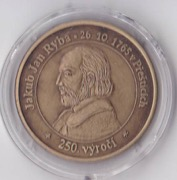 Jakub Jan Ryba • 26. 10. 1765 v Přešticích
250. výročí